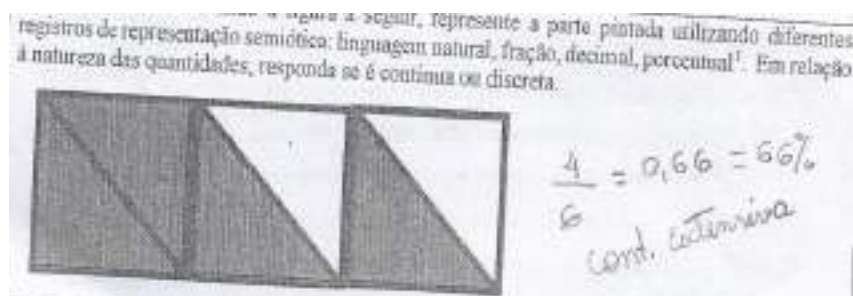 a figura a seguir, represente a parte pintada utilizando diferentes
registros de representação semiótica: linguagem natural, fração, decimal, porcentual¹. Em relação
à natureza das quantidades, responda se é contínua ou discreta.
4/6 = 0,66 = 66%
cont. extensiva